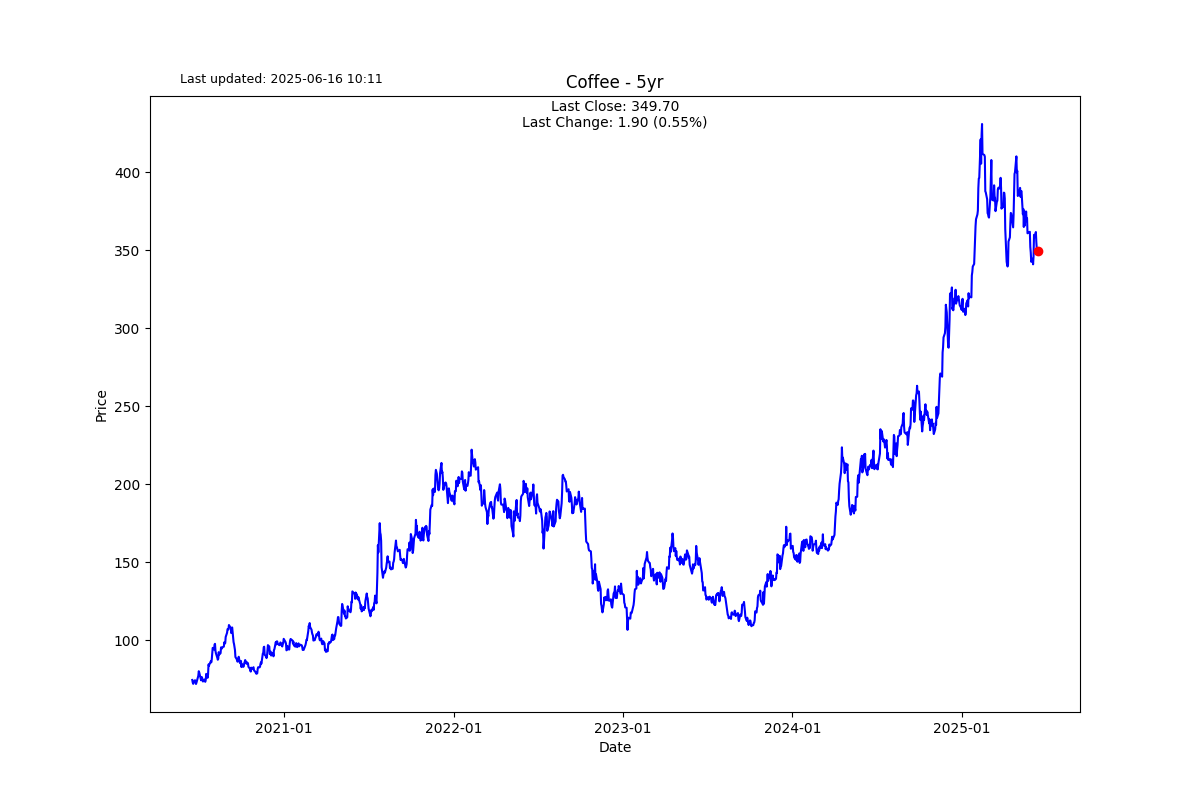 Last updated: 2025-06-16 10:11
Coffee - 5yr
Last Close: 349.70
Last Change: 1.90 (0.55%)
400
350
300
250
200
150
100
Price
2021-01
2022-01
2023-01
2024-01
2025-01
Date